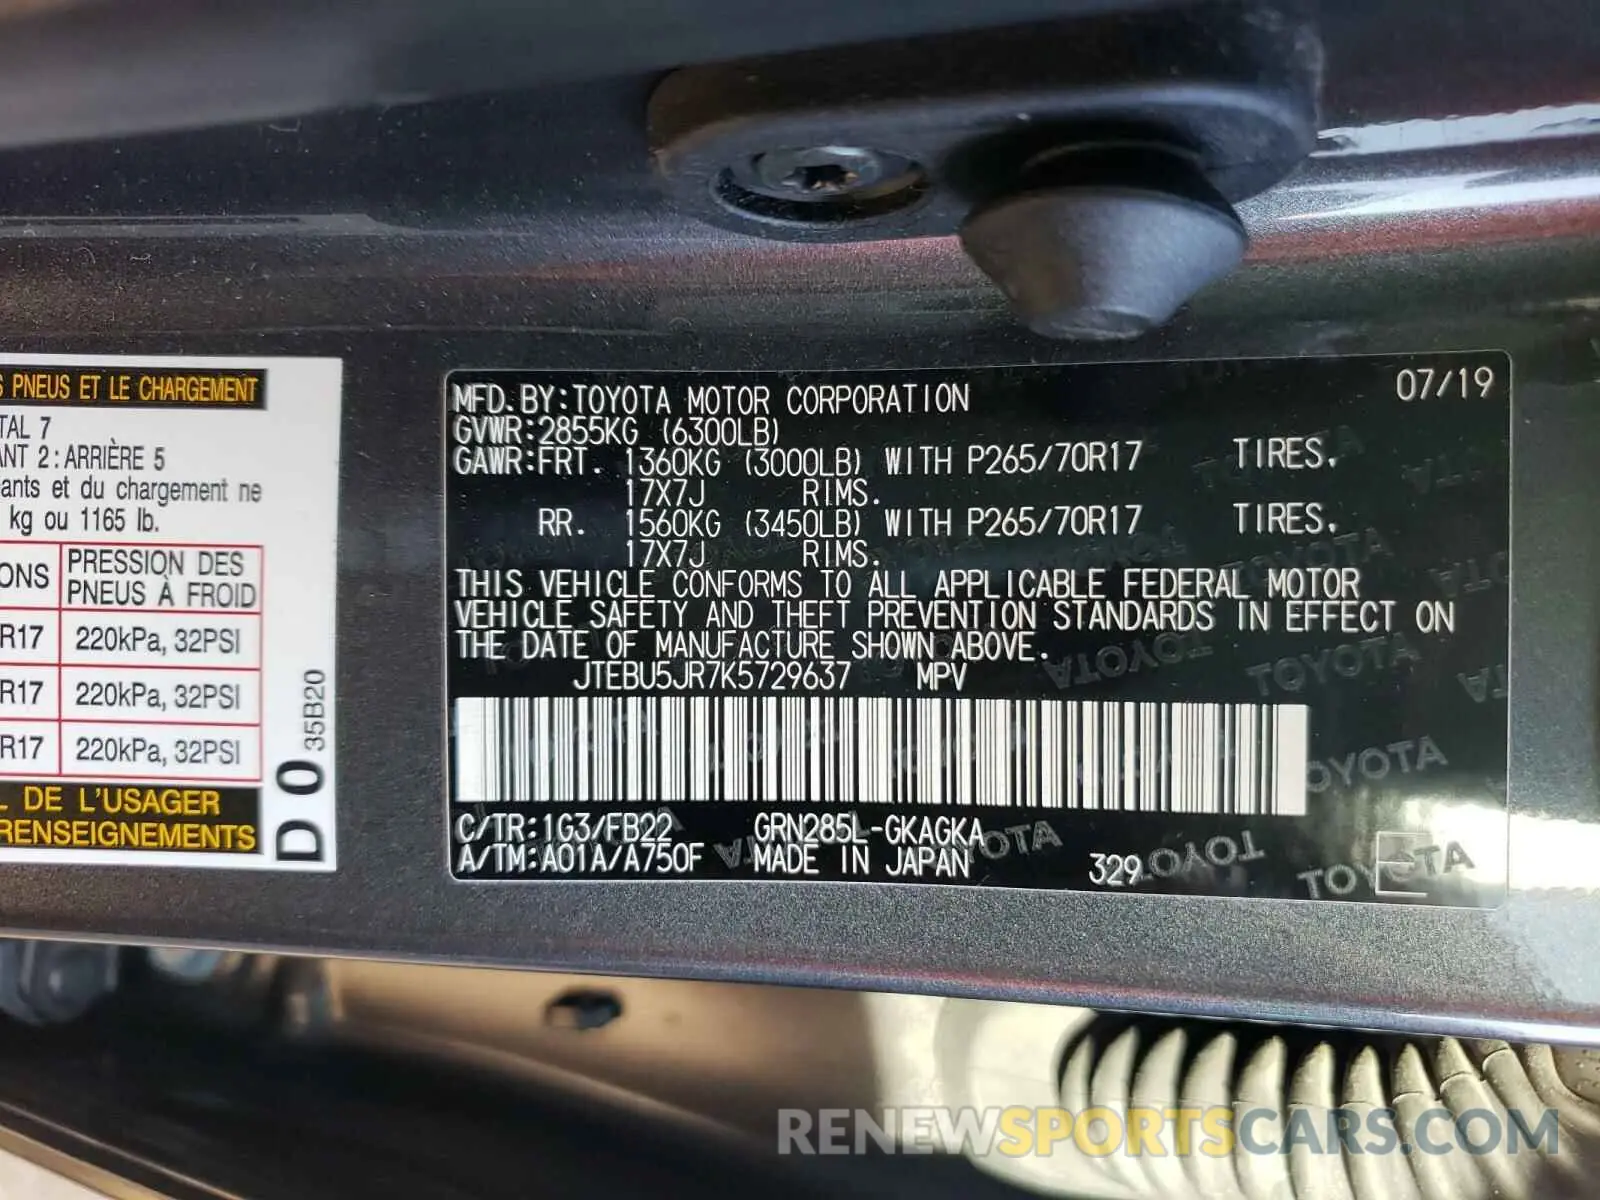 S PNEUS ET LE CHARGEMENT
TAL 7
ANT 2:ARRIÈRE 5
ants et du chargement ne
kg ou 1165 lb.
ONS PRESSION DES
PNEUS À FROID
R17 220kPa, 32PSI
R17 220kPa, 32PSI
R17 220kPa, 32PSI
L DE L'USAGER
RENSEIGNEMENTS
D 0 35B20
MFD.BY:TOYOTA MOTOR CORPORATION 07/19
GVWR:2855KG (6300LB)
GAWR:FRT. 1360KG (3000LB) WITH P265/70R17 TIRES.
17X7J RIMS.
RR. 1560KG (3450LB) WITH P265/70R17 TIRES.
17X7J RIMS.
THIS VEHICLE CONFORMS TO ALL APPLICABLE FEDERAL MOTOR
VEHICLE SAFETY AND THEFT PREVENTION STANDARDS IN EFFECT ON
THE DATE OF MANUFACTURE SHOWN ABOVE.
JTEBU5JR7K5729637 MPV
C/TR:1G3/FB22 GRN285L-GKAGKA
A/TM:A01A/A750F MADE IN JAPAN 329
TOYOTA
RENEWSPORTSCARS.COM